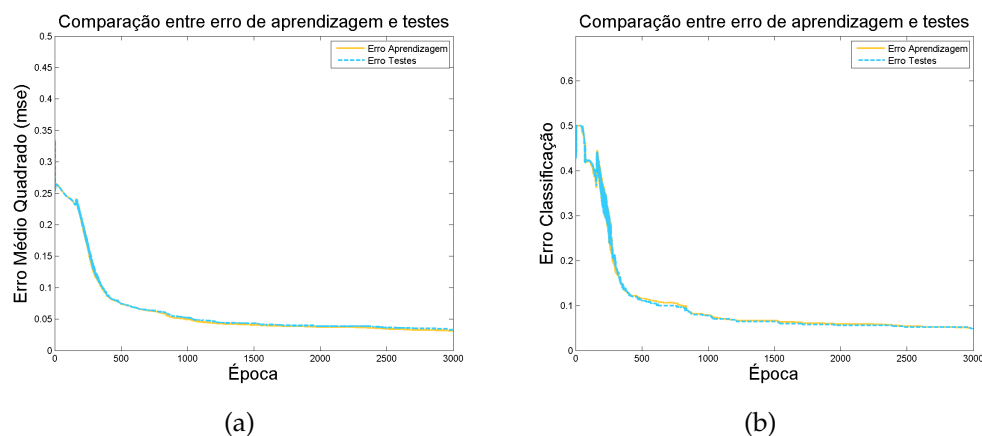 Comparação entre erro de aprendizagem e testes
0.5
0.45
0.4
0.35
0.3
0.25
0.2
0.15
0.1
0.05
0
Erro Médio Quadrado (mse)
Erro Aprendizagem
Erro Testes
0 500 1000 1500 2000 2500 3000
Época
(a)
Comparação entre erro de aprendizagem e testes
0.6
0.5
0.4
0.3
0.2
0.1
0
Erro Classificação
Erro Aprendizagem
Erro Testes
0 500 1000 1500 2000 2500 3000
Época
(b)